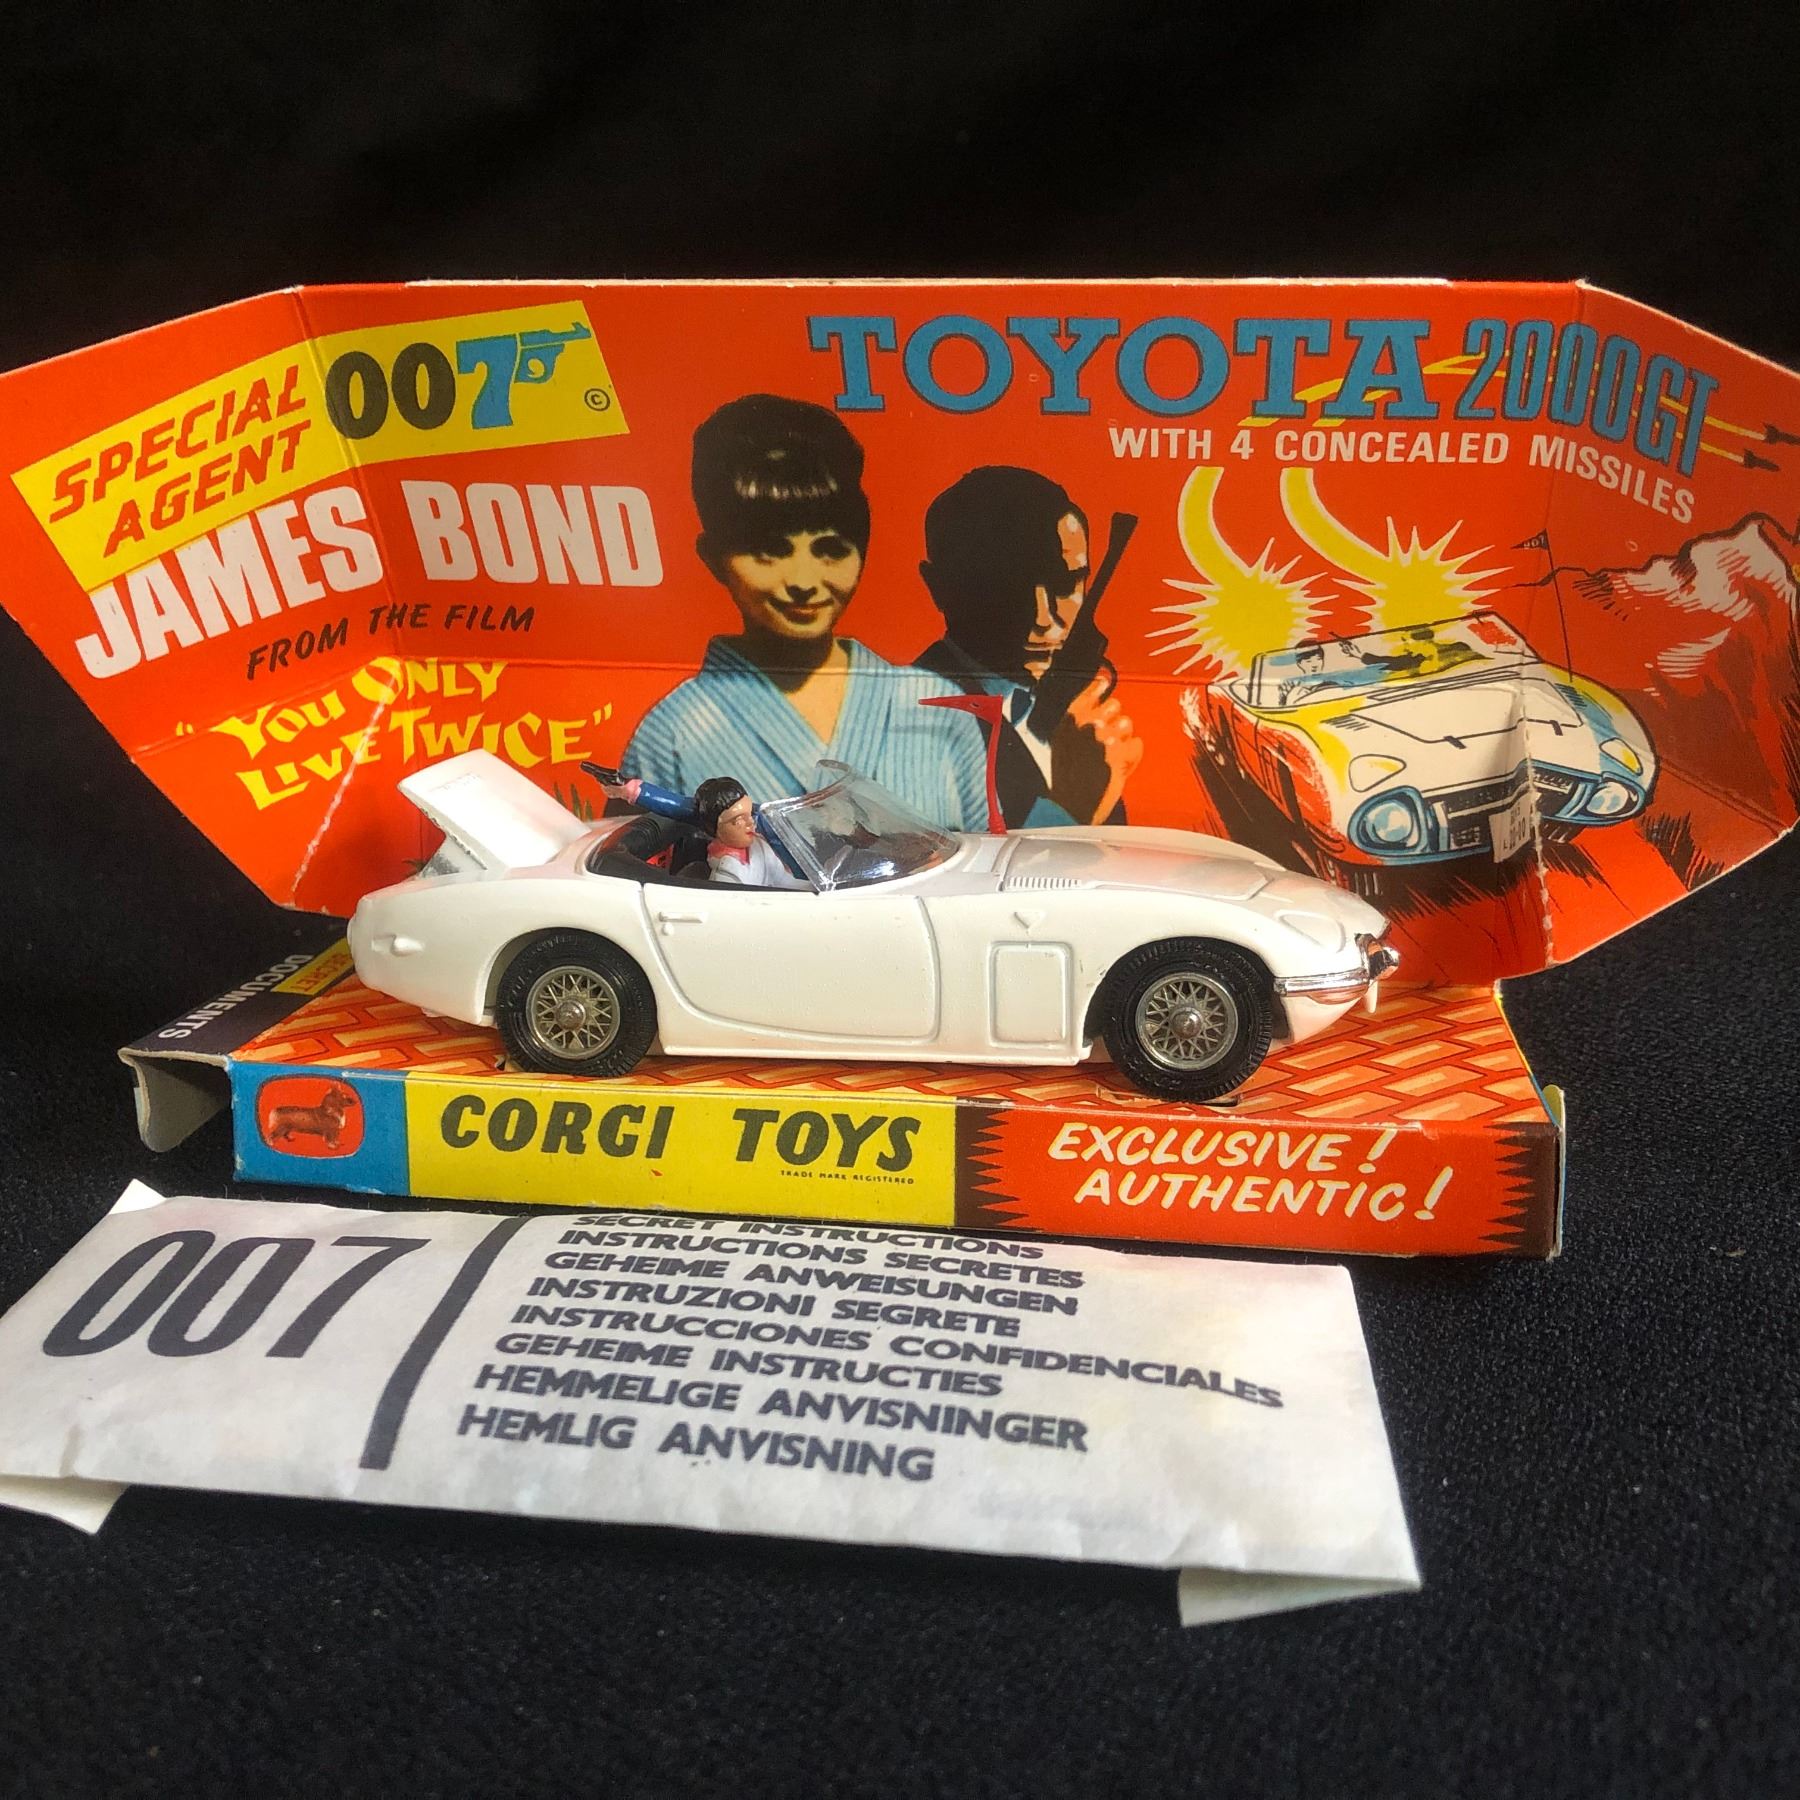 SPECIAL
AGENT
007
©
JAMES BOND
FROM THE FILM
"YOU ONLY
LIVE TWICE"
TOYOTA 2000GT
WITH 4 CONCEALED MISSILES
007
SECRET
DOCUMENTS
CORGI TOYS
TRADE MARK REGISTERED
EXCLUSIVE!
AUTHENTIC!
007
SECRET INSTRUCTIONS
INSTRUCTIONS SECRETES
GEHEIME ANWEISUNGEN
INSTRUZIONI SEGRETE
INSTRUCCIONES CONFIDENCIALES
GEHEIME INSTRUCTIES
HEMMELIGE ANVISNINGER
HEMLIG ANVISNING